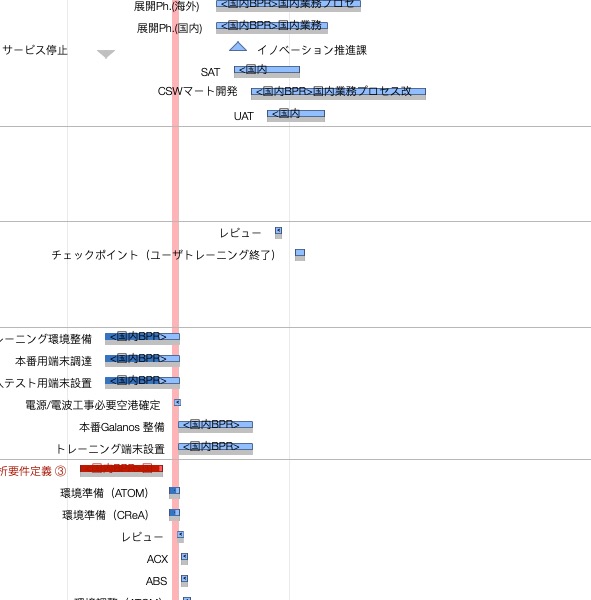 展開Ph.(海外) <国内BPR>国内業務プロセ
展開Ph.(国内) <国内BPR>国内業務
サービス停止 イノベーション推進課
SAT <国内
CSWマート開発 <国内BPR>国内業務プロセス改
UAT <国内
レビュー
チェックポイント（ユーザトレーニング終了）
ーニング環境整備 <国内BPR>
本番用端末調達 <国内BPR>
テスト用端末設置 <国内BPR>
電源/電波工事必要空港確定
本番Galanos 整備 <国内BPR>
トレーニング端末設置 <国内BPR>
析要件定義 ③
環境準備（ATOM）
環境準備（CReA）
レビュー
ACX
ABS